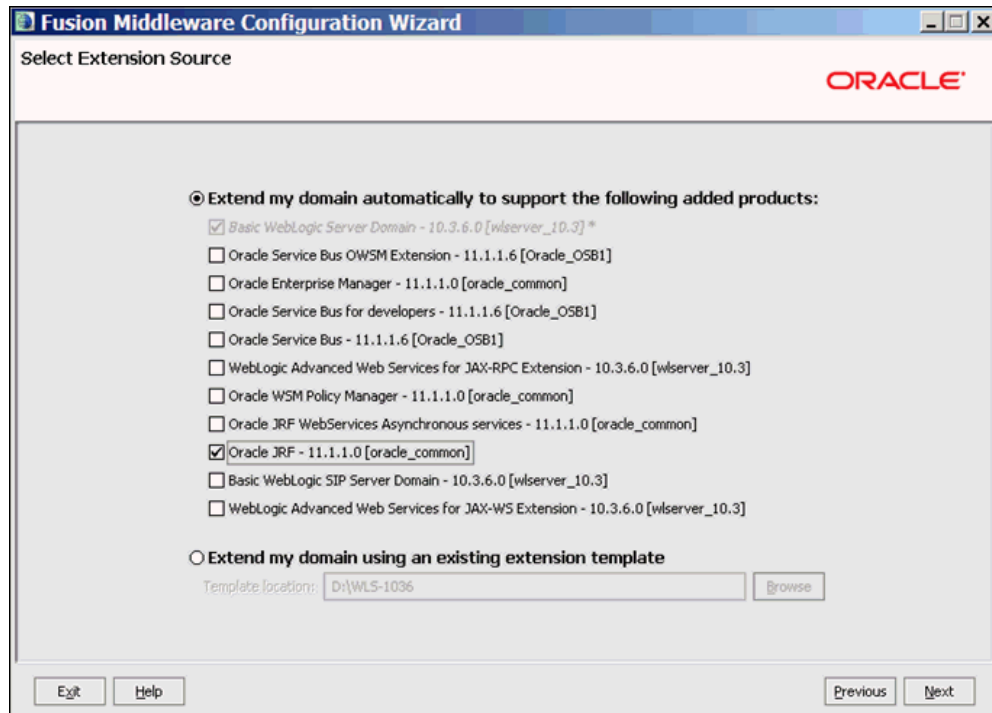 Fusion Middleware Configuration Wizard
Select Extension Source
ORACLE
Extend my domain automatically to support the following added products:
Basic WebLogic Server Domain - 10.3.6.0 [wlserver_10.3] *
Oracle Service Bus OWSM Extension - 11.1.1.6 [Oracle_OSB1]
Oracle Enterprise Manager - 11.1.1.0 [oracle_common]
Oracle Service Bus for developers - 11.1.1.6 [Oracle_OSB1]
Oracle Service Bus - 11.1.1.6 [Oracle_OSB1]
WebLogic Advanced Web Services for JAX-RPC Extension - 10.3.6.0 [wlserver_10.3]
Oracle WSM Policy Manager - 11.1.1.0 [oracle_common]
Oracle JRF WebServices Asynchronous services - 11.1.1.0 [oracle_common]
Oracle JRF - 11.1.1.0 [oracle_common]
Basic WebLogic SIP Server Domain - 10.3.6.0 [wlserver_10.3]
WebLogic Advanced Web Services for JAX-WS Extension - 10.3.6.0 [wlserver_10.3]
Extend my domain using an existing extension template
Template location: D:\WLS-1036 Browse
Exit Help Previous Next